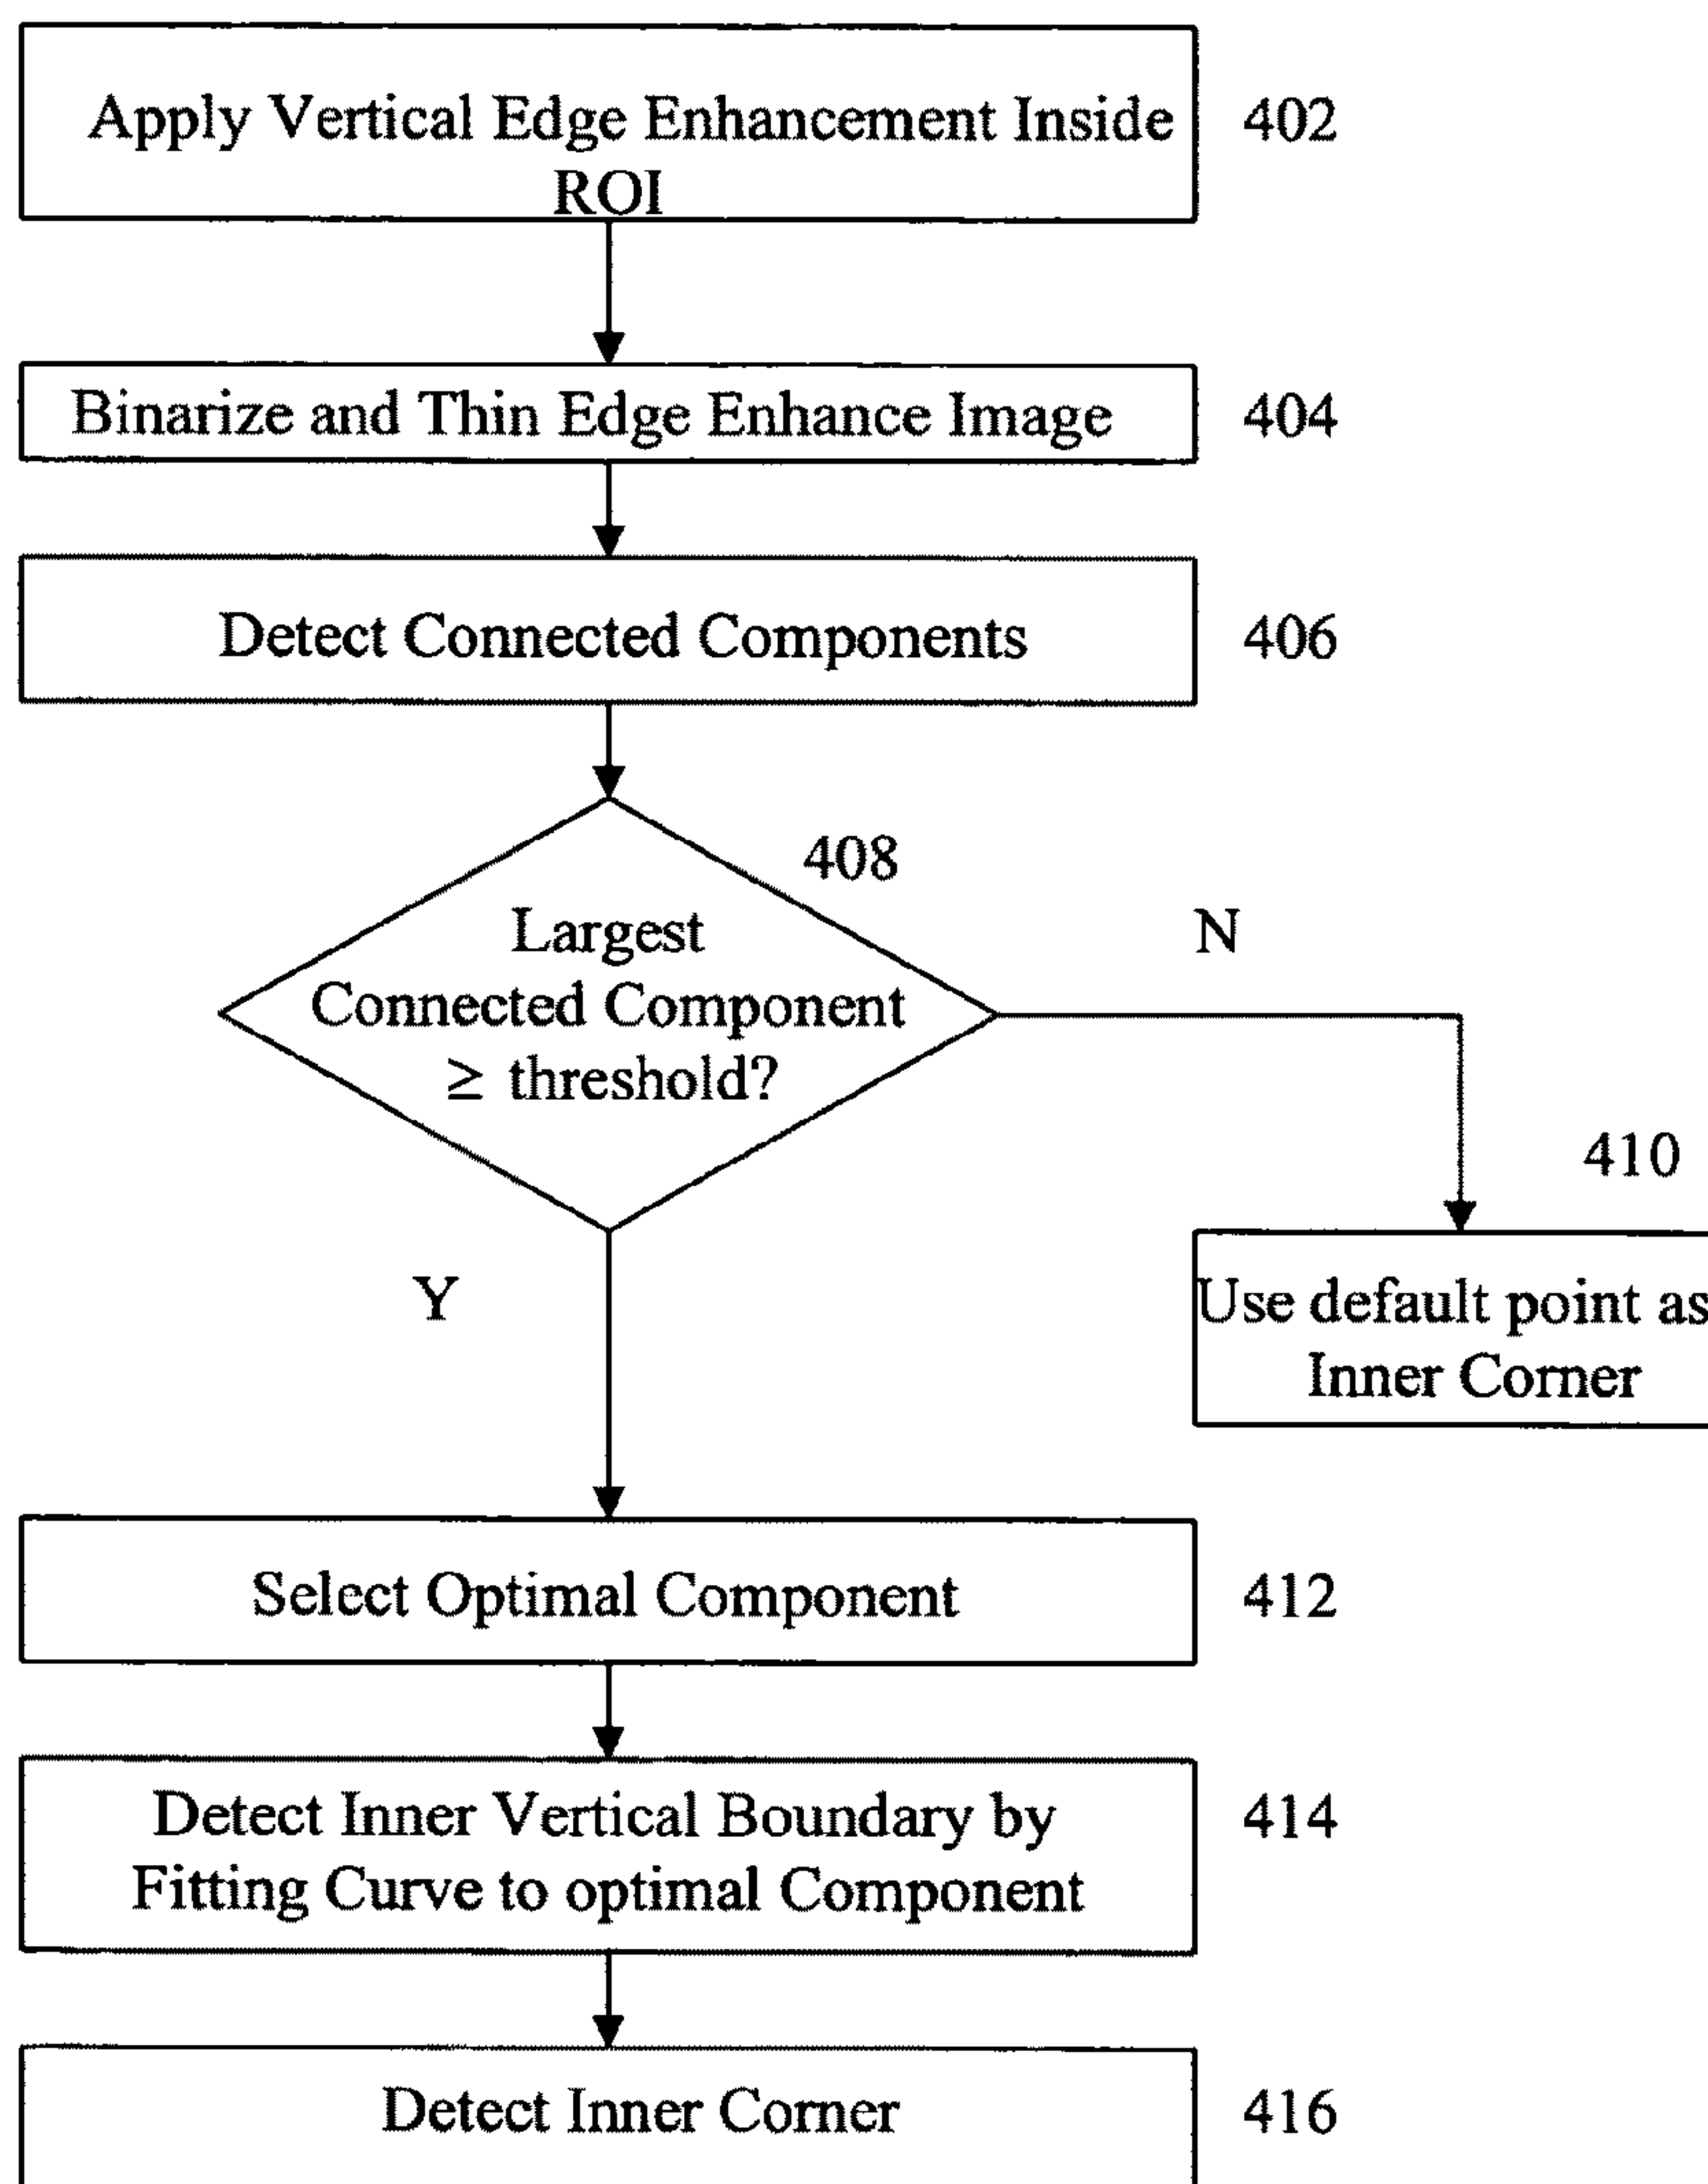 Apply Vertical Edge Enhancement Inside
ROI
402
Binarize and Thin Edge Enhance Image
404
Detect Connected Components
406
408
Largest
Connected Component
≥ threshold?
N
Y
410
Use default point as
Inner Corner
Select Optimal Component
412
Detect Inner Vertical Boundary by
Fitting Curve to optimal Component
414
Detect Inner Corner
416